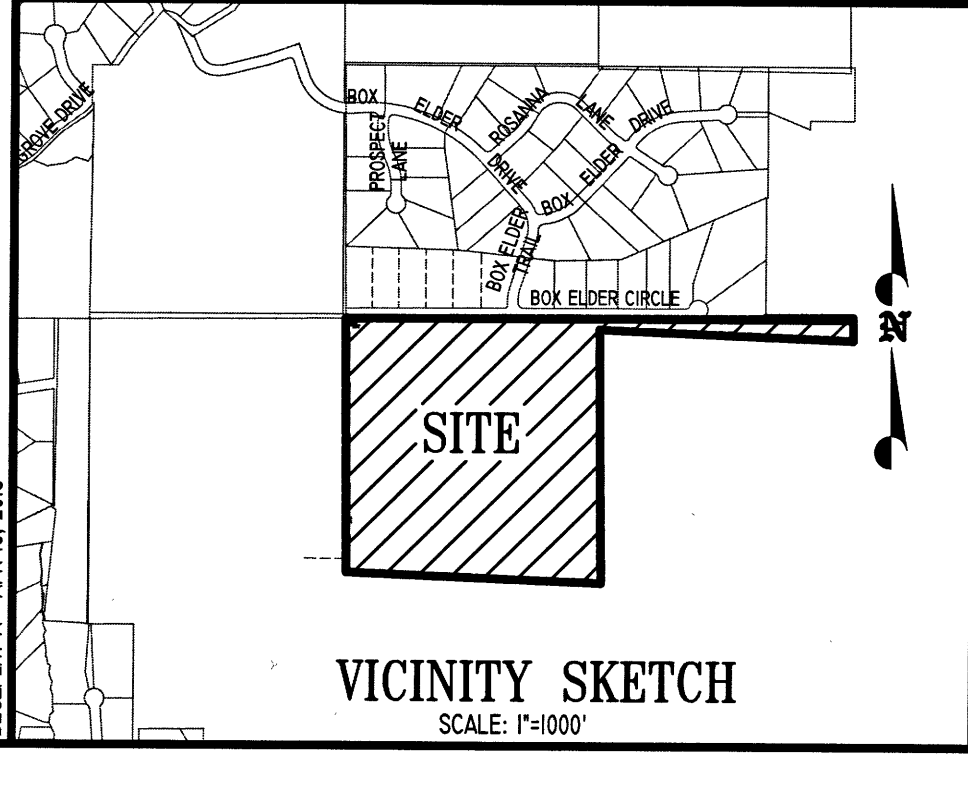 GROVE DRIVE
BOX ELDER DRIVE
PROSPECT
LANE
ROSANNA LANE
BOX ELDER DRIVE
BOX ELDER
TRAIL
BOX ELDER CIRCLE
N
SITE
VICINITY SKETCH
SCALE: 1"=1000'